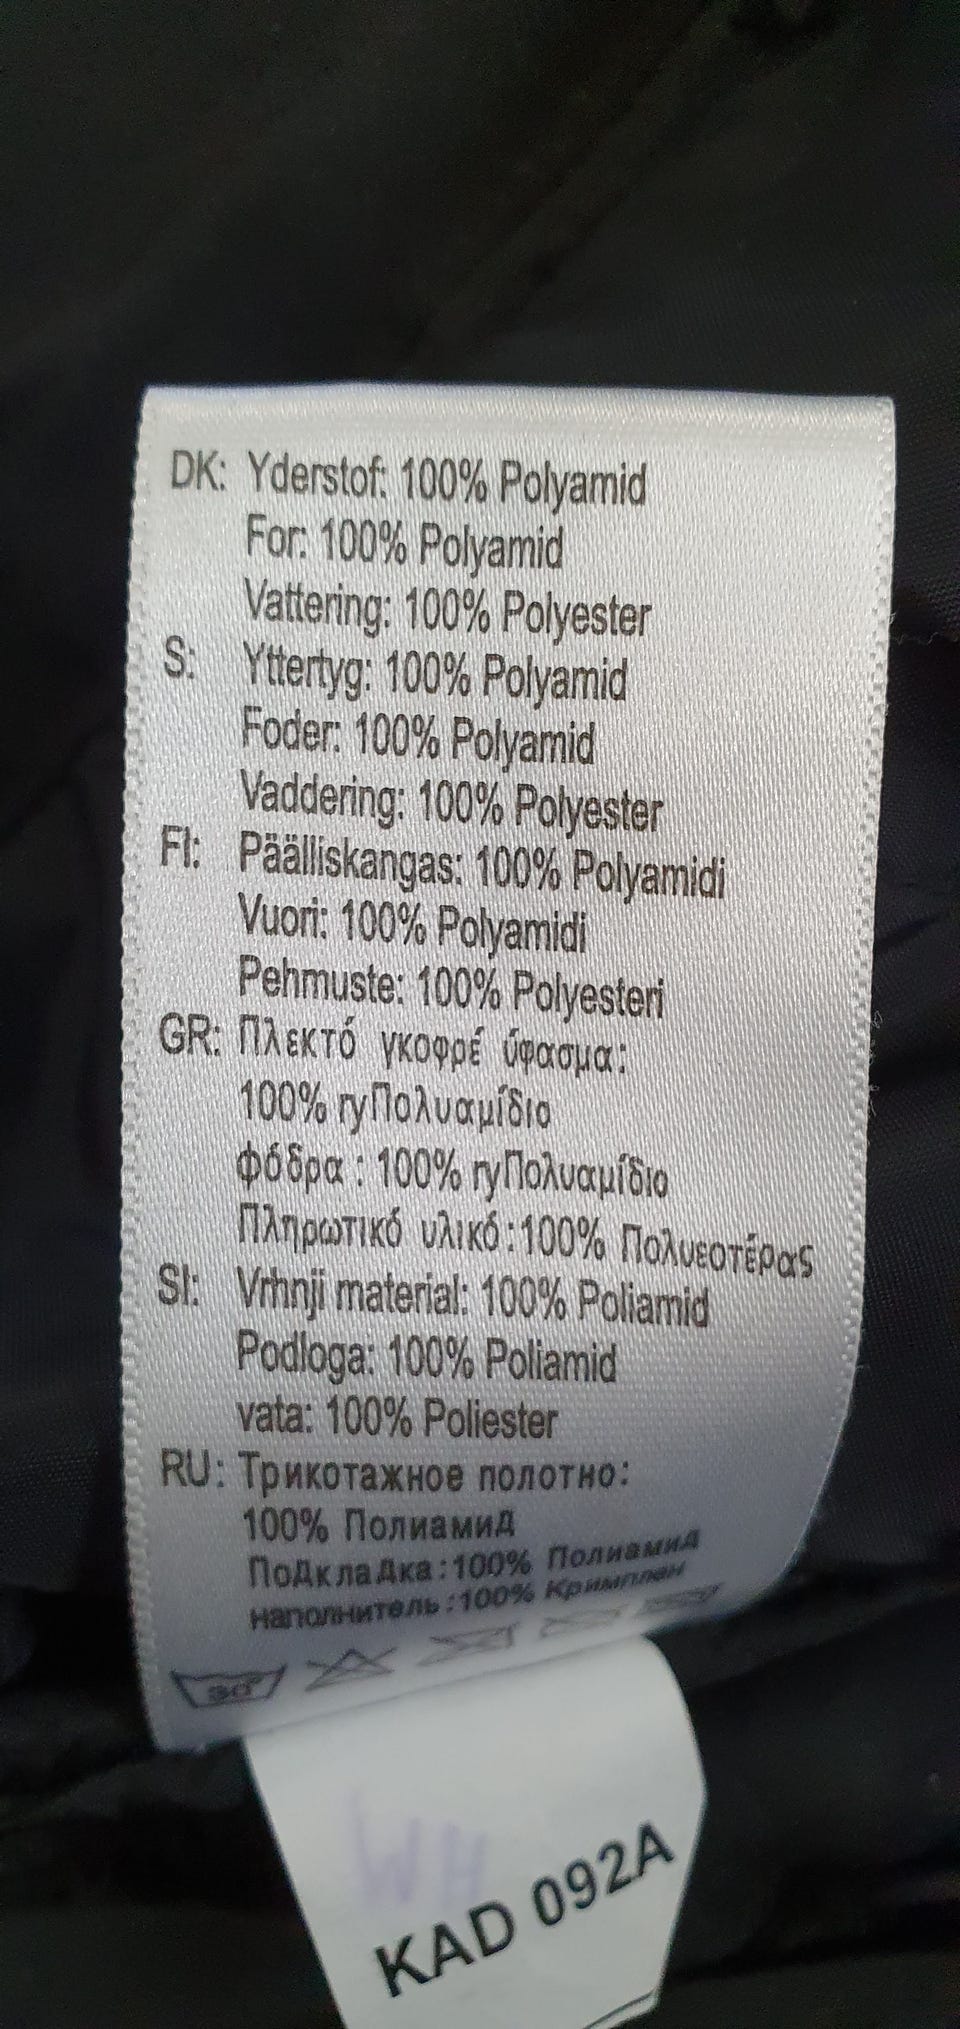 DK: Yderstof: 100% Polyamid
For: 100% Polyamid
Vattering: 100% Polyester
S: Yttertyg: 100% Polyamid
Foder: 100% Polyamid
Vaddering: 100% Polyester
FI: Päälliskangas: 100% Polyamidi
Vuori: 100% Polyamidi
Pehmuste: 100% Polyesteri
GR: Πλεκτό γκοφρέ ύφασμα:
100% ryΠολυαμίδιο
φόδρα : 100% ryΠολυαμίδιο
Πληρωτικό υλικό:100% Πολυεοτέρας
SI: Vrhnji material: 100% Poliamid
Podloga: 100% Poliamid
vata: 100% Poliester
RU: Трикотажное полотно:
100% Полиамид
Подкладка:100% Полиамид
наполнитель:100% Кримплен
30°
WH
KAD 092A